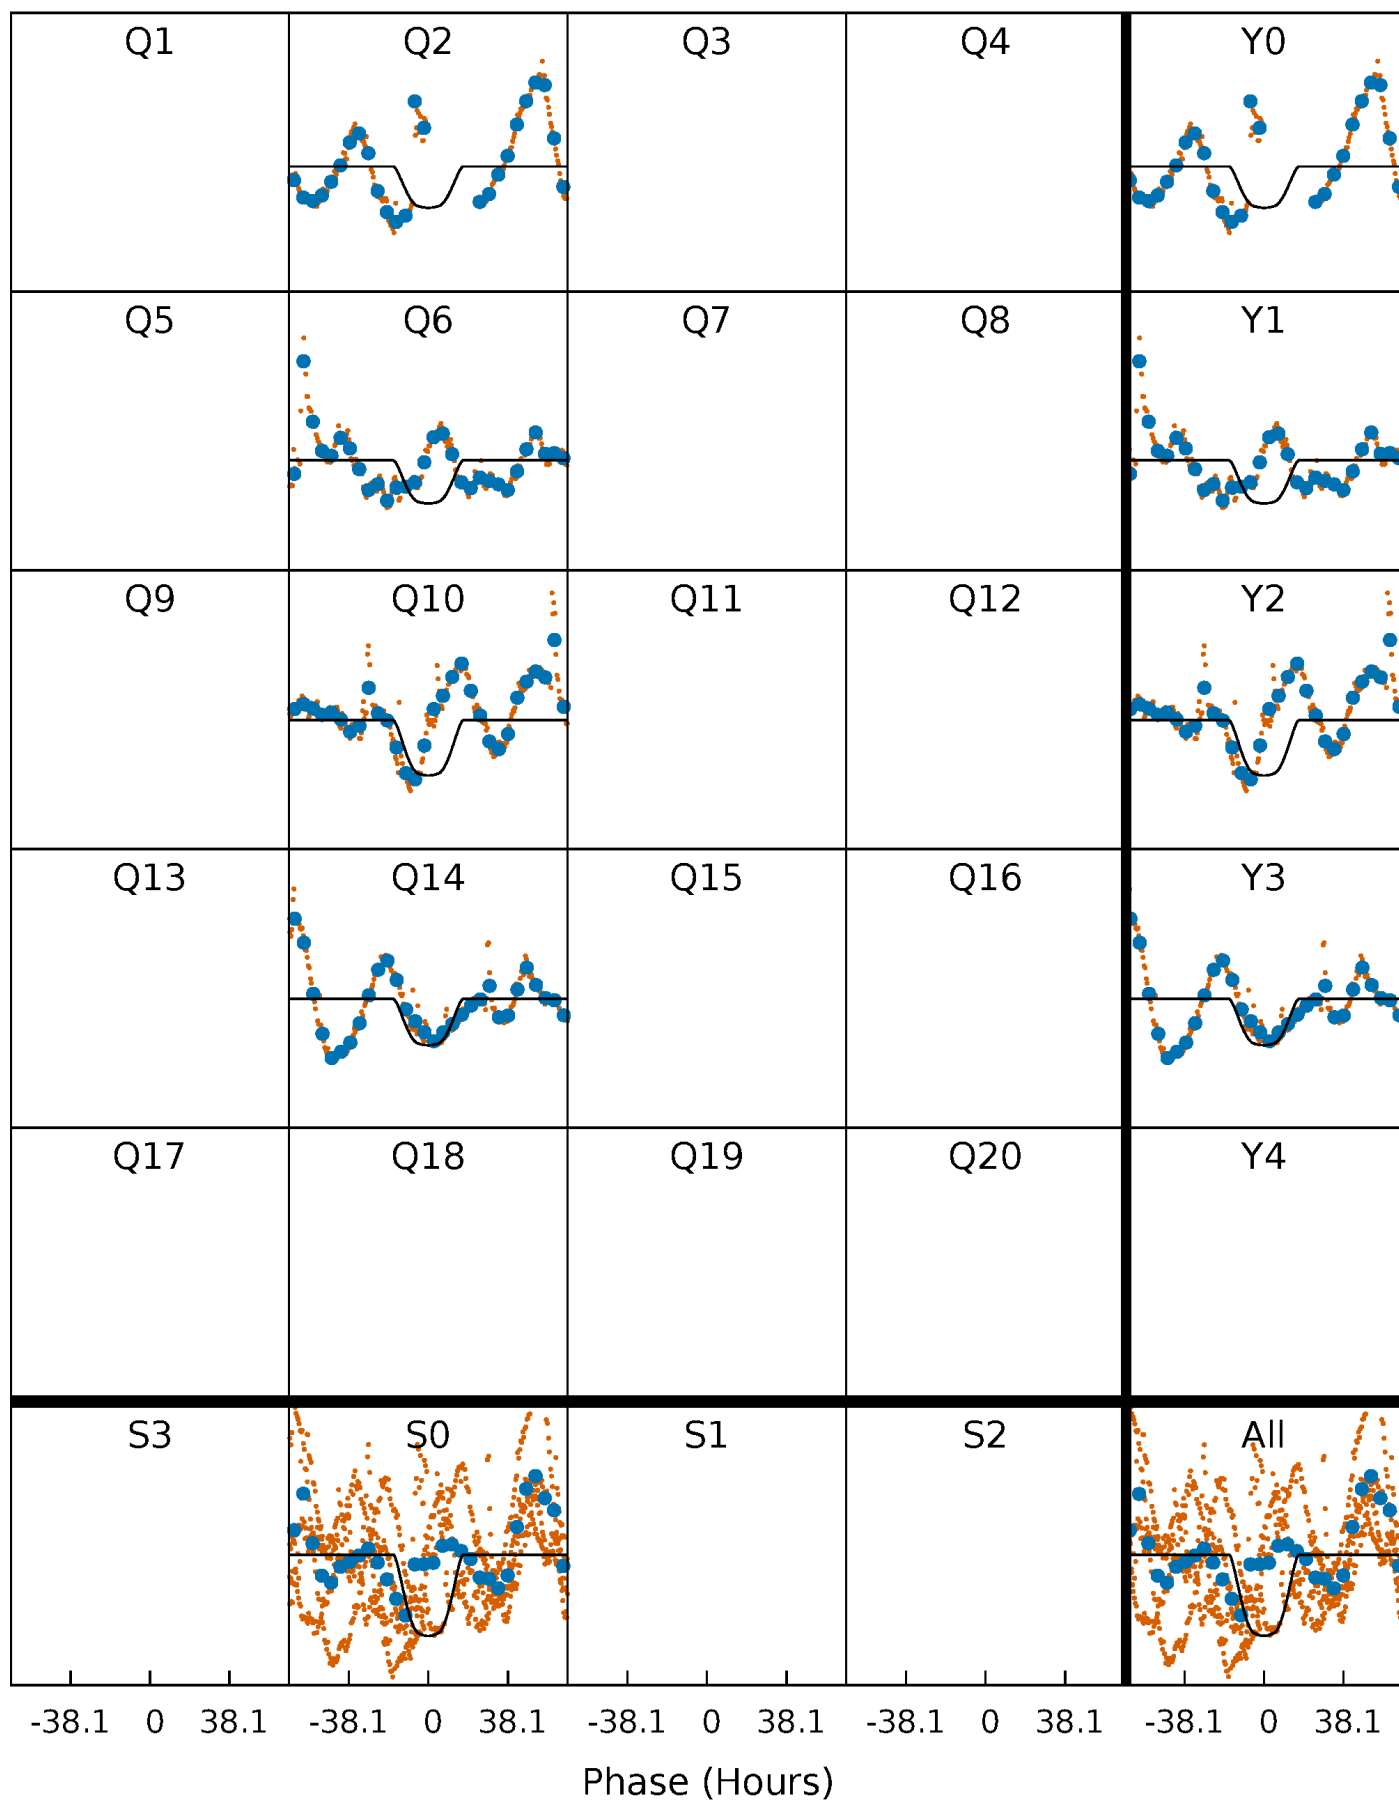 Q1 Q2 Q3 Q4 Y0
Q5 Q6 Q7 Q8 Y1
Q9 Q10 Q11 Q12 Y2
Q13 Q14 Q15 Q16 Y3
Q17 Q18 Q19 Q20 Y4
S3 S0 S1 S2 All
-38.1 0 38.1 -38.1 0 38.1 -38.1 0 38.1 -38.1 0 38.1 -38.1 0 38.1
Phase (Hours)